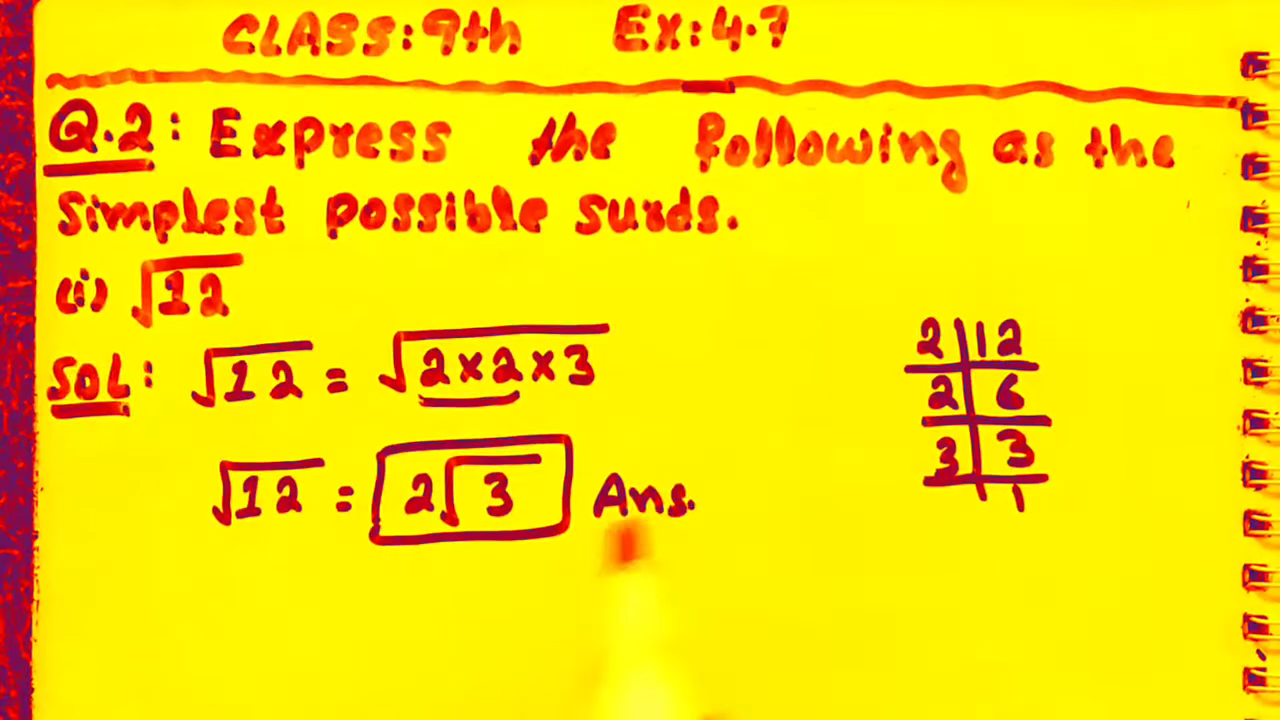 CLASS: 9th Ex: 4.7
Q.2: Express the following as the
simplest possible surds.
(i) √12
Sol: √12 = √2×2×3
√12 = 2√3 Ans.
2 | 12
2 | 6
3 | 3
1